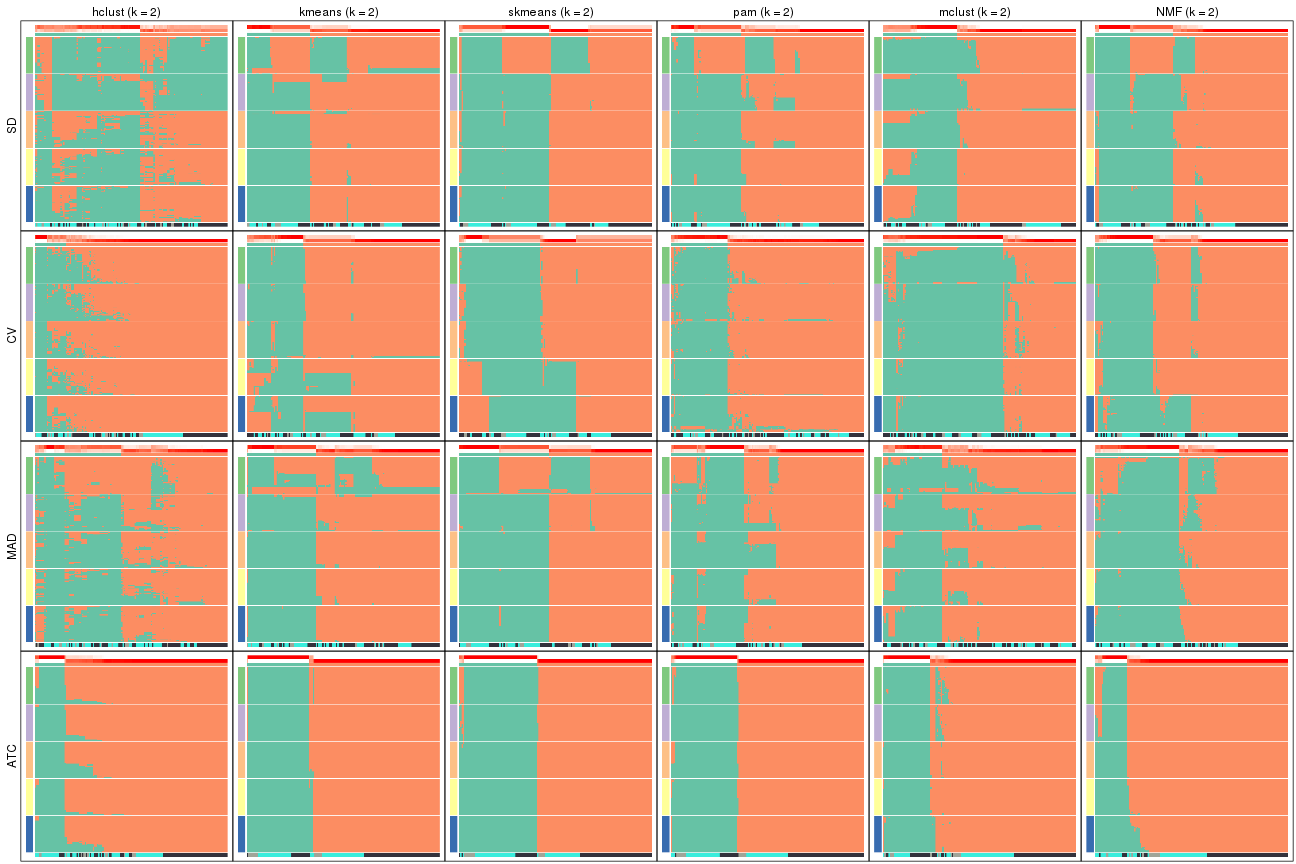 hclust (k = 2) kmeans (k = 2) skmeans (k = 2) pam (k = 2) mclust (k = 2) NMF (k = 2)
SD
CV
MAD
ATC